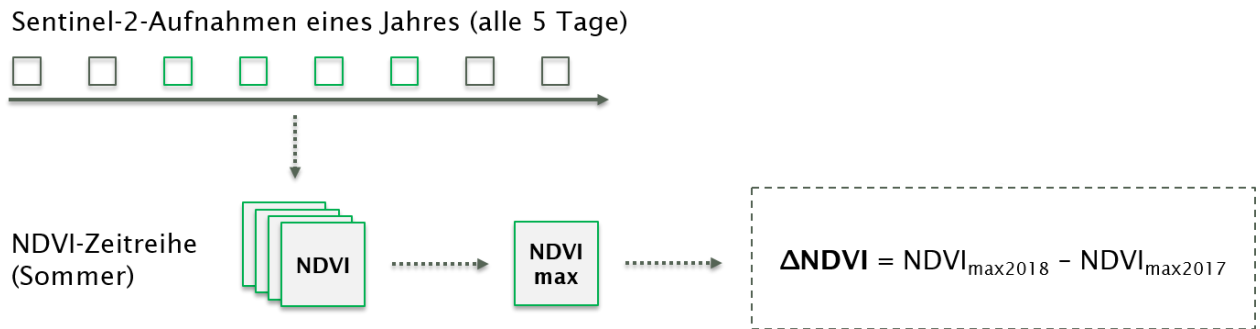 Sentinel-2-Aufnahmen eines Jahres (alle 5 Tage)
NDVI-Zeitreihe
(Sommer)
NDVI
NDVI
max
ΔNDVI = NDVImax2018 – NDVImax2017